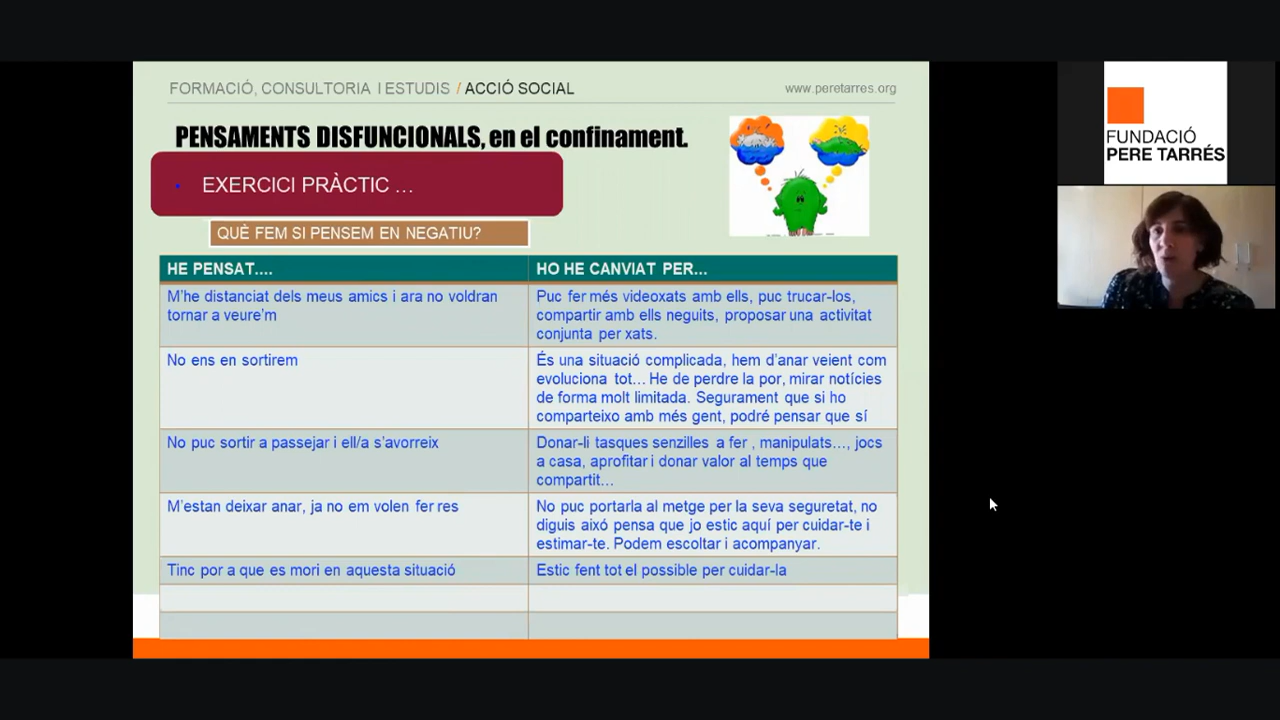 FORMACIÓ, CONSULTORIA I ESTUDIS / ACCIÓ SOCIAL
www.peretarres.org
PENSAMENTS DISFUNCIONALS, en el confinament.
• EXERCICI PRÀCTIC ...
QUÈ FEM SI PENSEM EN NEGATIU?
HE PENSAT....
HO HE CANVIAT PER...
M'he distanciat dels meus amics i ara no voldran
tornar a veure'm
Puc fer més videoxats amb ells, puc trucar-los,
compartir amb ells neguits, proposar una activitat
conjunta per xats.
No ens en sortirem
És una situació complicada, hem d'anar veient com
evoluciona tot... He de perdre la por, mirar notícies
de forma molt limitada. Segurament que si ho
comparteixo amb més gent, podré pensar que sí
No puc sortir a passejar i ell/a s'avorreix
Donar-li tasques senzilles a fer , manipulats..., jocs
a casa, aprofitar i donar valor al temps que
compartit...
M'estan deixar anar, ja no em volen fer res
No puc portarla al metge per la seva seguretat, no
diguis aixó pensa que jo estic aquí per cuidar-te i
estimar-te. Podem escoltar i acompanyar.
Tinc por a que es mori en aquesta situació
Estic fent tot el possible per cuidar-la
FUNDACIÓ
PERE TARRÉS